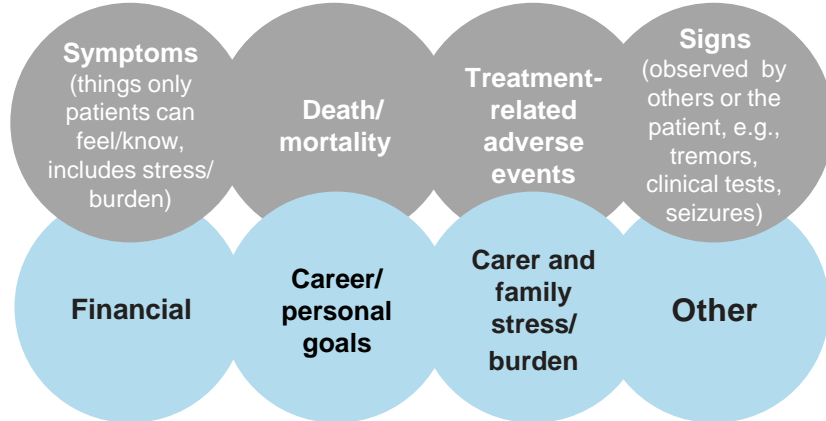 Symptoms
(things only
patients can
feel/know,
includes stress/
burden)
Death/
mortality
Treatment-
related
adverse
events
Signs
(observed by
others or the
patient, e.g.,
tremors,
clinical tests,
seizures)
Financial
Career/
personal
goals
Carer and
family
stress/
burden
Other